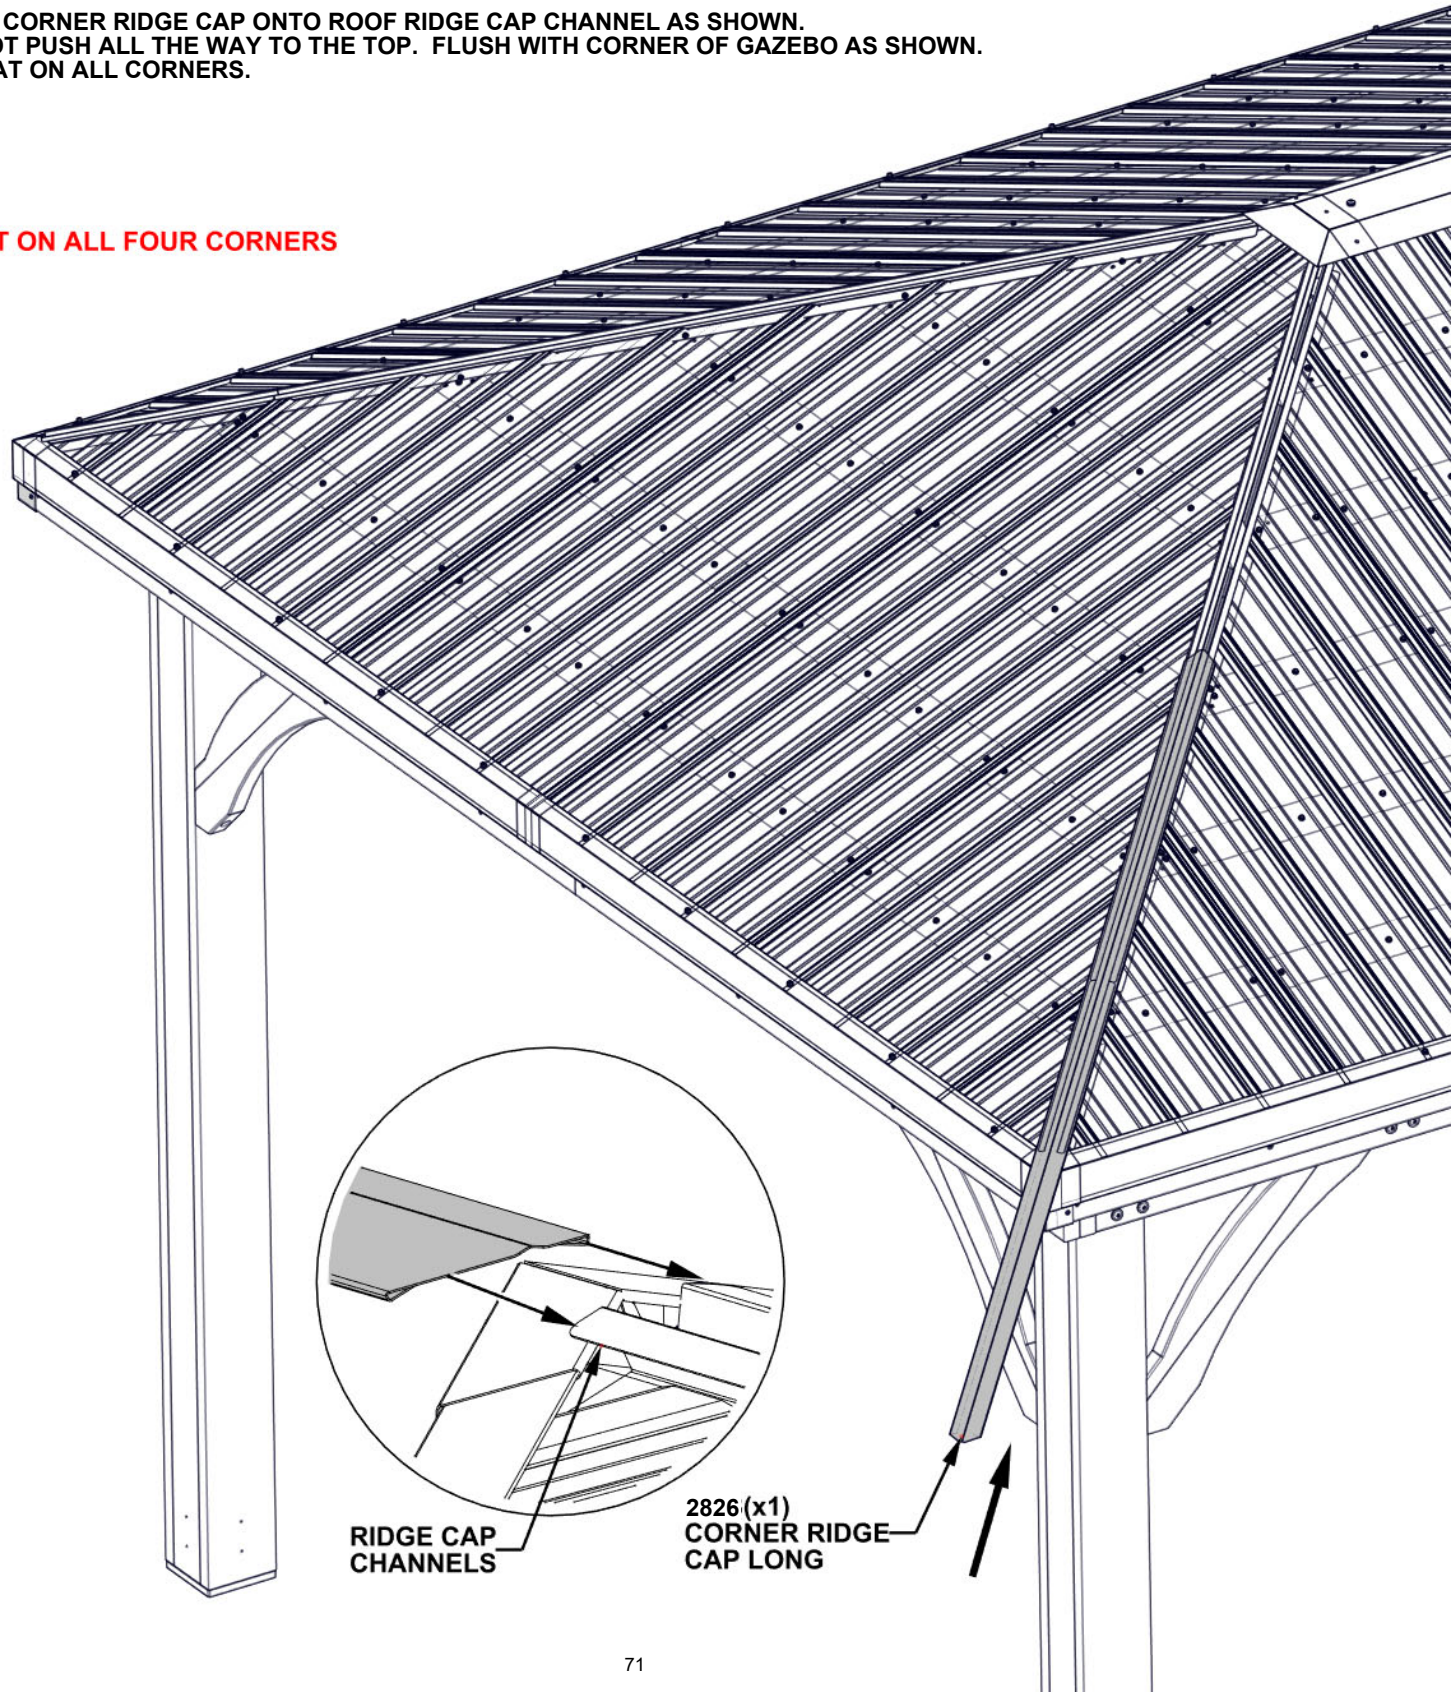 CORNER RIDGE CAP ONTO ROOF RIDGE CAP CHANNEL AS SHOWN.
OT PUSH ALL THE WAY TO THE TOP. FLUSH WITH CORNER OF GAZEBO AS SHOWN.
AT ON ALL CORNERS.
T ON ALL FOUR CORNERS
RIDGE CAP
CHANNELS
2826 (x1)
CORNER RIDGE
CAP LONG
71